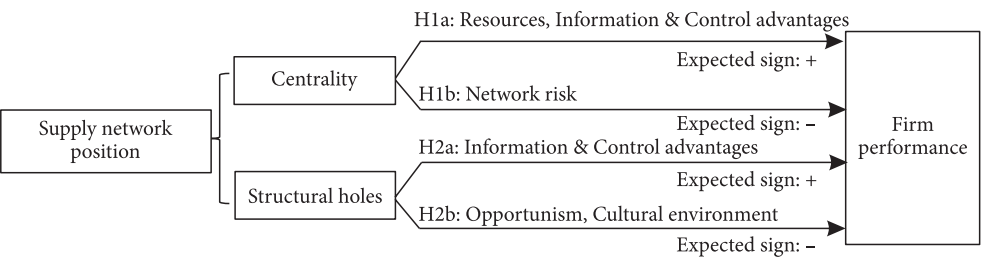 H1a: Resources, Information & Control advantages
Centrality
Expected sign: +
H1b: Network risk
Expected sign: –
Supply network
position
Firm
performance
H2a: Information & Control advantages
Expected sign: +
Structural holes
H2b: Opportunism, Cultural environment
Expected sign: –